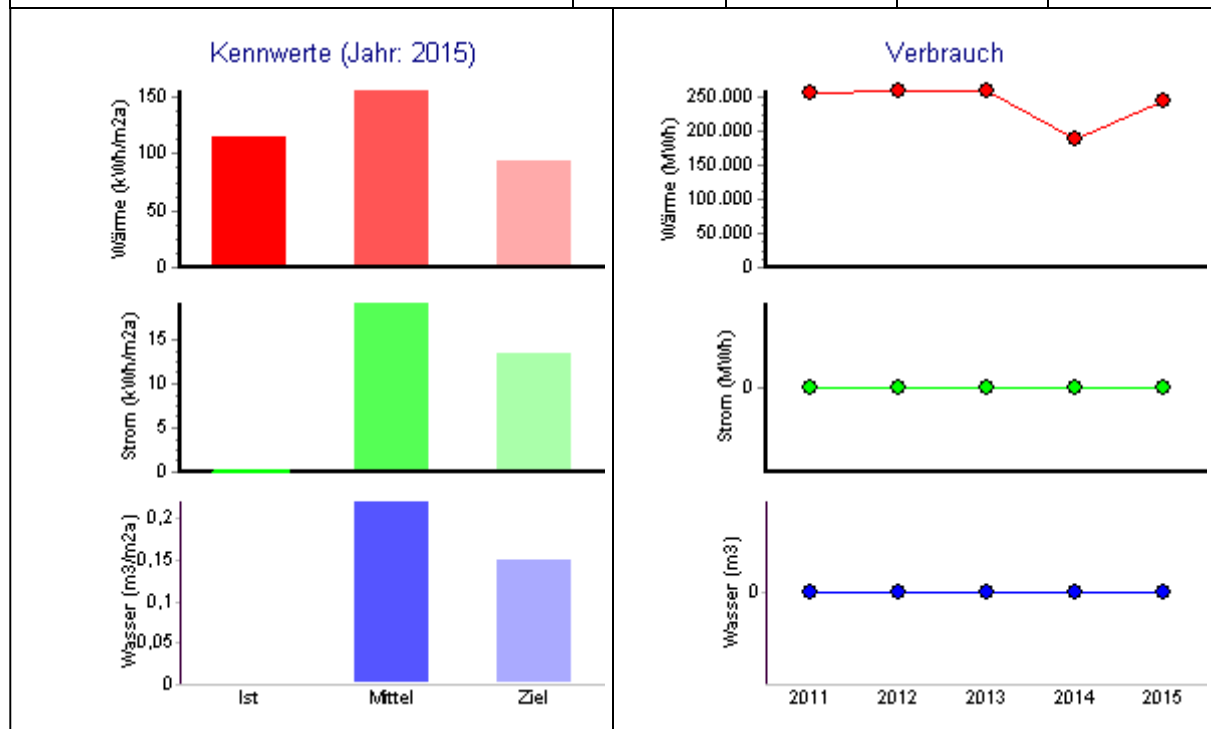 Kennwerte (Jahr: 2015)
Wärme (kWh/m2a)
150
100
50
0
Strom (kWh/m2a)
15
10
5
0
Wasser (m3/m2a)
0,2
0,15
0,1
0,05
0
Ist
Mittel
Ziel
Verbrauch
Wärme (MWh)
250.000
200.000
150.000
100.000
50.000
0
Strom (MWh)
0
Wasser (m3)
0
2011
2012
2013
2014
2015